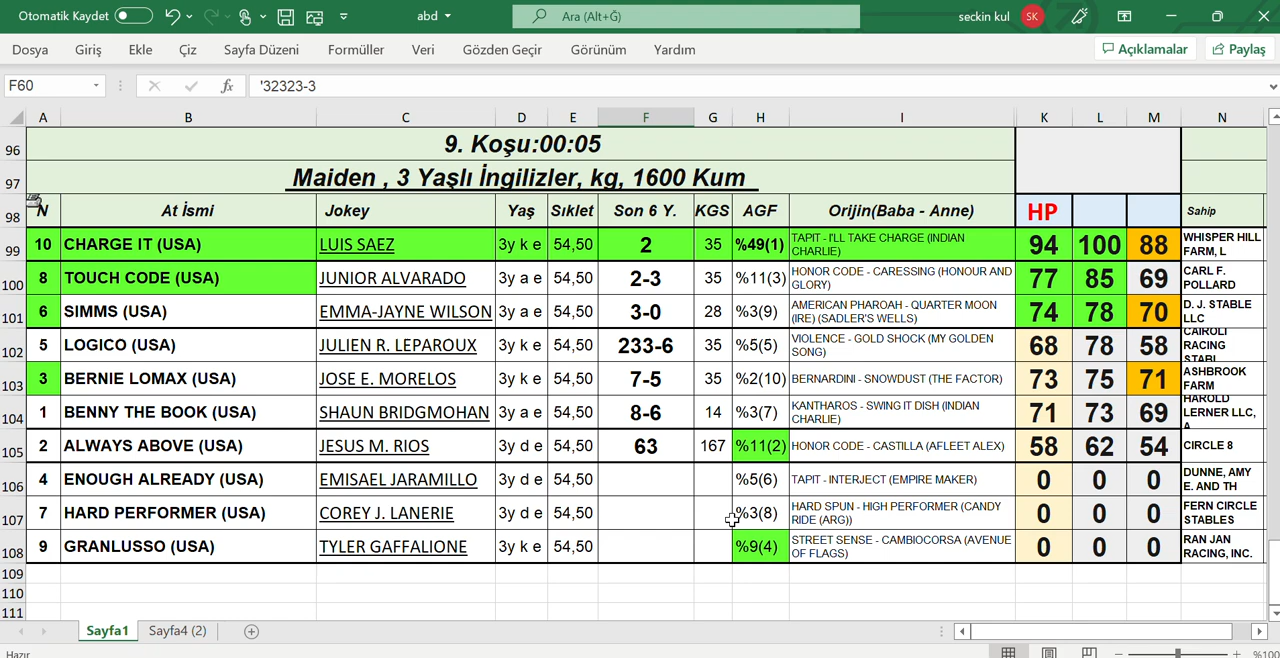 Otomatik Kaydet
abd
Ara (Alt+Ğ)
seckin kul
SK
Dosya Giriş Ekle Çiz Sayfa Düzeni Formüller Veri Gözden Geçir Görünüm Yardım Açıklamalar Paylaş
F60 fx '32323-3
A B C D E F G H I K L M N
96 9. Koşu:00:05
97 Maiden , 3 Yaşlı İngilizler, kg, 1600 Kum
98 N At İsmi Jokey Yaş Sıklet Son 6 Y. KGS AGF Orijin(Baba - Anne) HP Sahip
99 10 CHARGE IT (USA) LUIS SAEZ 3y k e 54,50 2 35 %49(1) TAPIT - I'LL TAKE CHARGE (INDIAN CHARLIE) 94 100 88 WHISPER HILL FARM, L
100 8 TOUCH CODE (USA) JUNIOR ALVARADO 3y a e 54,50 2-3 35 %11(3) HONOR CODE - CARESSING (HONOUR AND GLORY) 77 85 69 CARL F. POLLARD
101 6 SIMMS (USA) EMMA-JAYNE WILSON 3y a e 54,50 3-0 28 %3(9) AMERICAN PHAROAH - QUARTER MOON (IRE) (SADLER'S WELLS) 74 78 70 D. J. STABLE LLC
102 5 LOGICO (USA) JULIEN R. LEPAROUX 3y k e 54,50 233-6 35 %5(5) VIOLENCE - GOLD SHOCK (MY GOLDEN SONG) 68 78 58 CAIROLI RACING STABL
103 3 BERNIE LOMAX (USA) JOSE E. MORELOS 3y k e 54,50 7-5 35 %2(10) BERNARDINI - SNOWDUST (THE FACTOR) 73 75 71 ASHBROOK FARM
104 1 BENNY THE BOOK (USA) SHAUN BRIDGMOHAN 3y a e 54,50 8-6 14 %3(7) KANTHAROS - SWING IT DISH (INDIAN CHARLIE) 71 73 69 HAROLD LERNER LLC, A
105 2 ALWAYS ABOVE (USA) JESUS M. RIOS 3y d e 54,50 63 167 %11(2) HONOR CODE - CASTILLA (AFLEET ALEX) 58 62 54 CIRCLE 8
106 4 ENOUGH ALREADY (USA) EMISAEL JARAMILLO 3y d e 54,50 %5(6) TAPIT - INTERJECT (EMPIRE MAKER) 0 0 0 DUNNE, AMY E. AND TH
107 7 HARD PERFORMER (USA) COREY J. LANERIE 3y d e 54,50 %3(8) HARD SPUN - HIGH PERFORMER (CANDY RIDE (ARG)) 0 0 0 FERN CIRCLE STABLES
108 9 GRANLUSSO (USA) TYLER GAFFALIONE 3y k e 54,50 %9(4) STREET SENSE - CAMBIOCORSA (AVENUE OF FLAGS) 0 0 0 RAN JAN RACING, INC.
109
110
111
Sayfa1 Sayfa4 (2)
Hazır %100